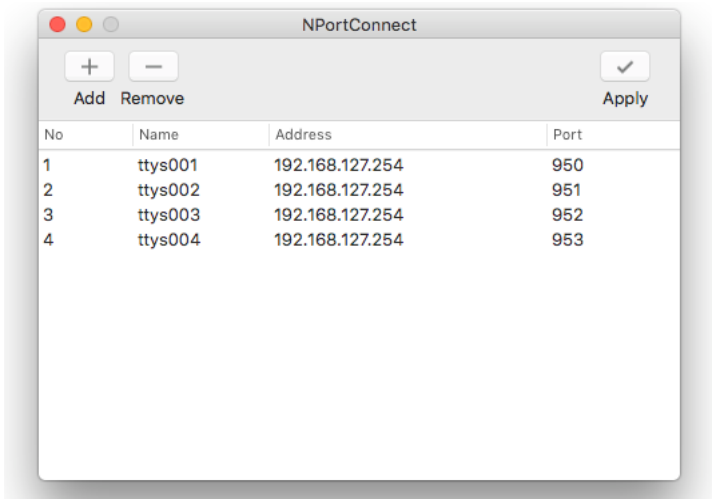 NPortConnect
Add Remove Apply
No Name Address Port
1 ttys001 192.168.127.254 950
2 ttys002 192.168.127.254 951
3 ttys003 192.168.127.254 952
4 ttys004 192.168.127.254 953